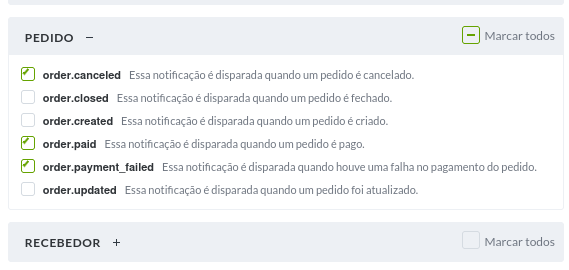 PEDIDO −
Marcar todos
order.canceled Essa notificação é disparada quando um pedido é cancelado.
order.closed Essa notificação é disparada quando um pedido é fechado.
order.created Essa notificação é disparada quando um pedido é criado.
order.paid Essa notificação é disparada quando um pedido é pago.
order.payment_failed Essa notificação é disparada quando houve uma falha no pagamento do pedido.
order.updated Essa notificação é disparada quando um pedido foi atualizado.
RECEBEDOR +
Marcar todos